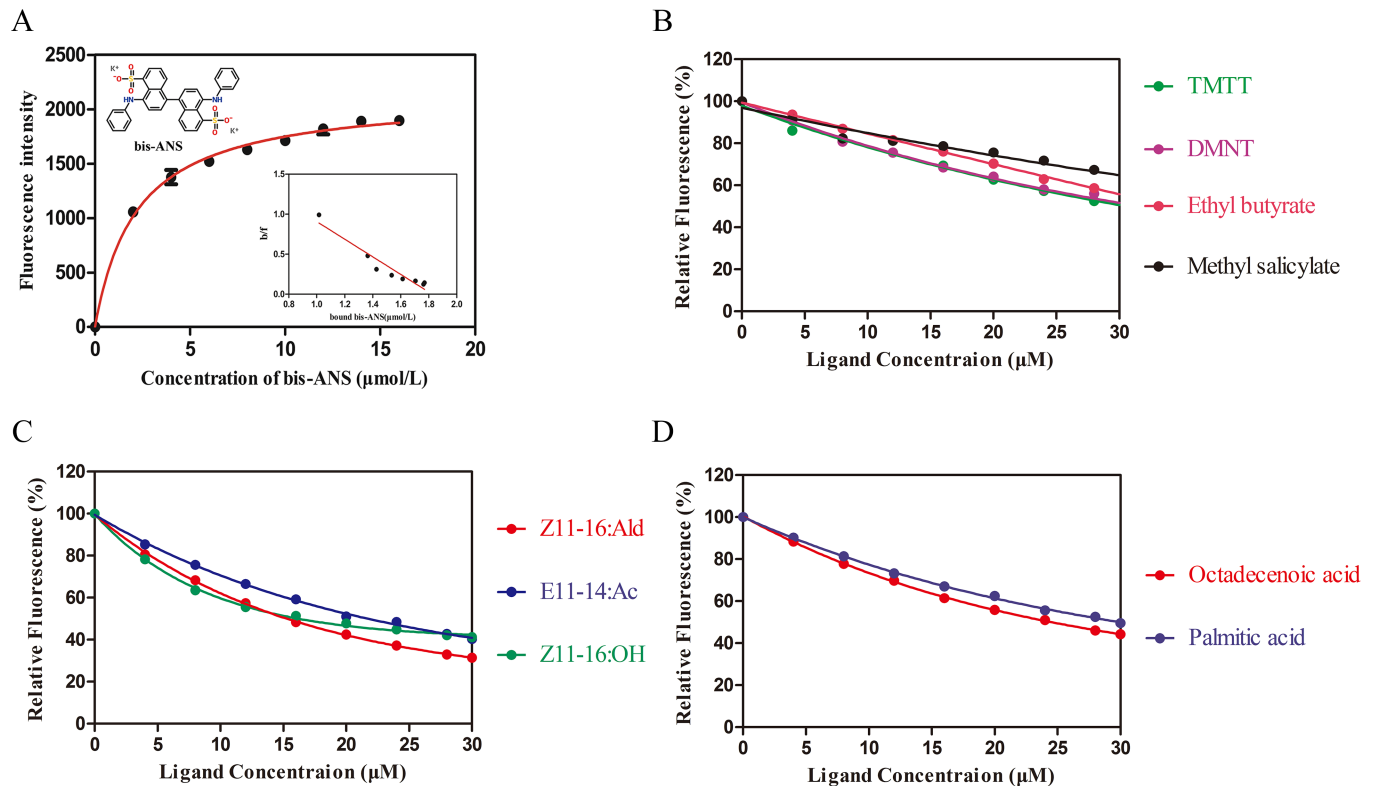 A
Fluorescence intensity
2500
2000
1500
1000
500
0
0 5 10 15 20
Concentration of bis-ANS (μmol/L)
K⁺
⁻O S O O
HN
NH
O S O⁻ O
K⁺
bis-ANS
b/f
1.5
1.0
0.5
0.0
0.8 1.0 1.2 1.4 1.6 1.8 2.0
bound bis-ANS(μmol/L)
B
Relative Fluorescence (%)
120
100
80
60
40
20
0
0 5 10 15 20 25 30
Ligand Concentraion (μM)
TMTT
DMNT
Ethyl butyrate
Methyl salicylate
C
Relative Fluorescence (%)
120
100
80
60
40
20
0
0 5 10 15 20 25 30
Ligand Concentraion (μM)
Z11-16:Ald
E11-14:Ac
Z11-16:OH
D
Relative Fluorescence (%)
120
100
80
60
40
20
0
0 5 10 15 20 25 30
Ligand Concentraion (μM)
Octadecenoic acid
Palmitic acid